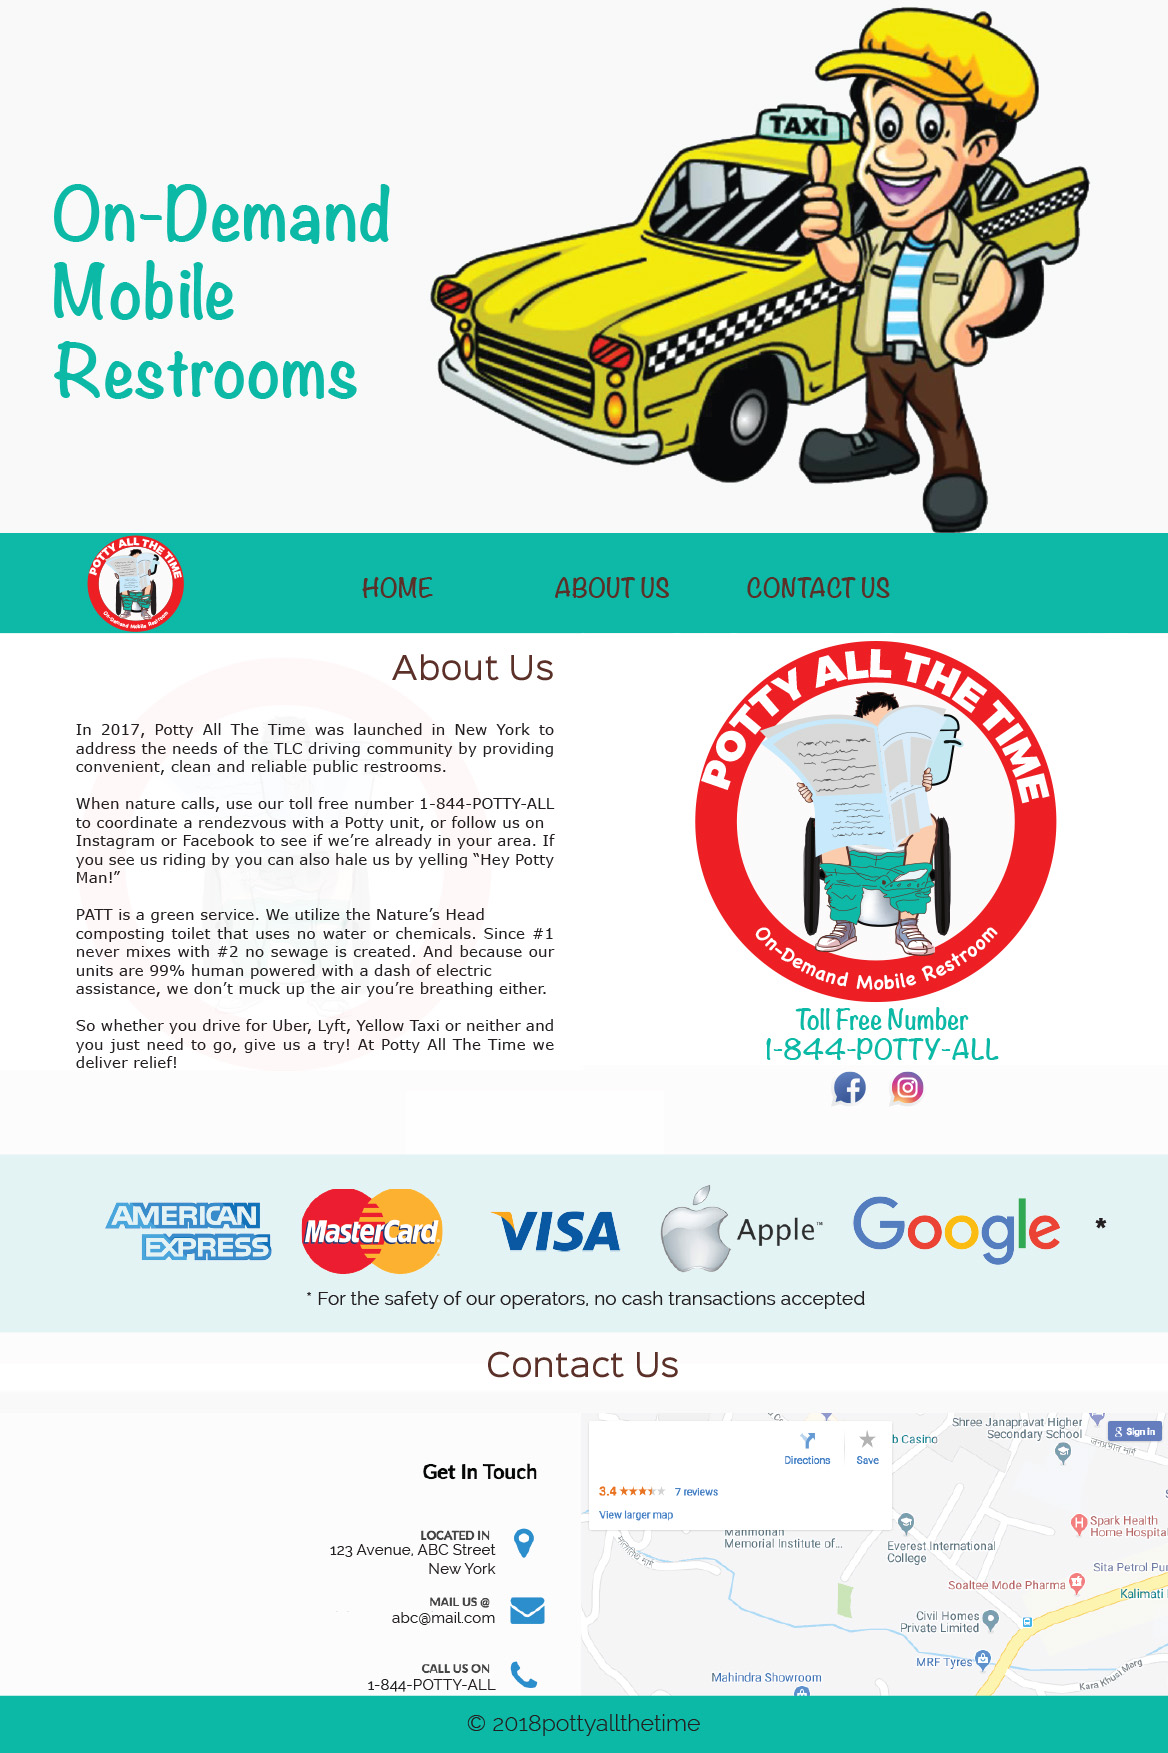 TAXI
On-Demand
Mobile
Restrooms
POTTY ALL THE TIME
On-Demand Mobile Restroom
HOME ABOUT US CONTACT US
About Us
In 2017, Potty All The Time was launched in New York to
address the needs of the TLC driving community by providing
convenient, clean and reliable public restrooms.
When nature calls, use our toll free number 1-844-POTTY-ALL
to coordinate a rendezvous with a Potty unit, or follow us on
Instagram or Facebook to see if we’re already in your area. If
you see us riding by you can also hale us by yelling “Hey Potty
Man!”
PATT is a green service. We utilize the Nature’s Head
composting toilet that uses no water or chemicals. Since #1
never mixes with #2 no sewage is created. And because our
units are 99% human powered with a dash of electric
assistance, we don’t muck up the air you’re breathing either.
So whether you drive for Uber, Lyft, Yellow Taxi or neither and
you just need to go, give us a try! At Potty All The Time we
deliver relief!
POTTY ALL THE TIME
On-Demand Mobile Restroom
Toll Free Number
1-844-POTTY-ALL
AMERICAN
EXPRESS
MasterCard
VISA
Apple™
Google *
* For the safety of our operators, no cash transactions accepted
Contact Us
Get In Touch
LOCATED IN
123 Avenue, ABC Street
New York
MAIL US @
abc@mail.com
CALL US ON
1-844-POTTY-ALL
Directions
Save
3.4 7 reviews
View larger map
b Casino
Shree Janapravat Higher
Secondary School
Sign in
Manmohan
Memorial Institute of...
Everest International
College
Spark Health
Home Hospital
Sita Petrol Pu
Soaltee Mode Pharma
Kalimati
Civil Homes
Private Limited
MRF Tyres
Mahindra Showroom
Kara Khusi Marg
© 2018pottyallthetime